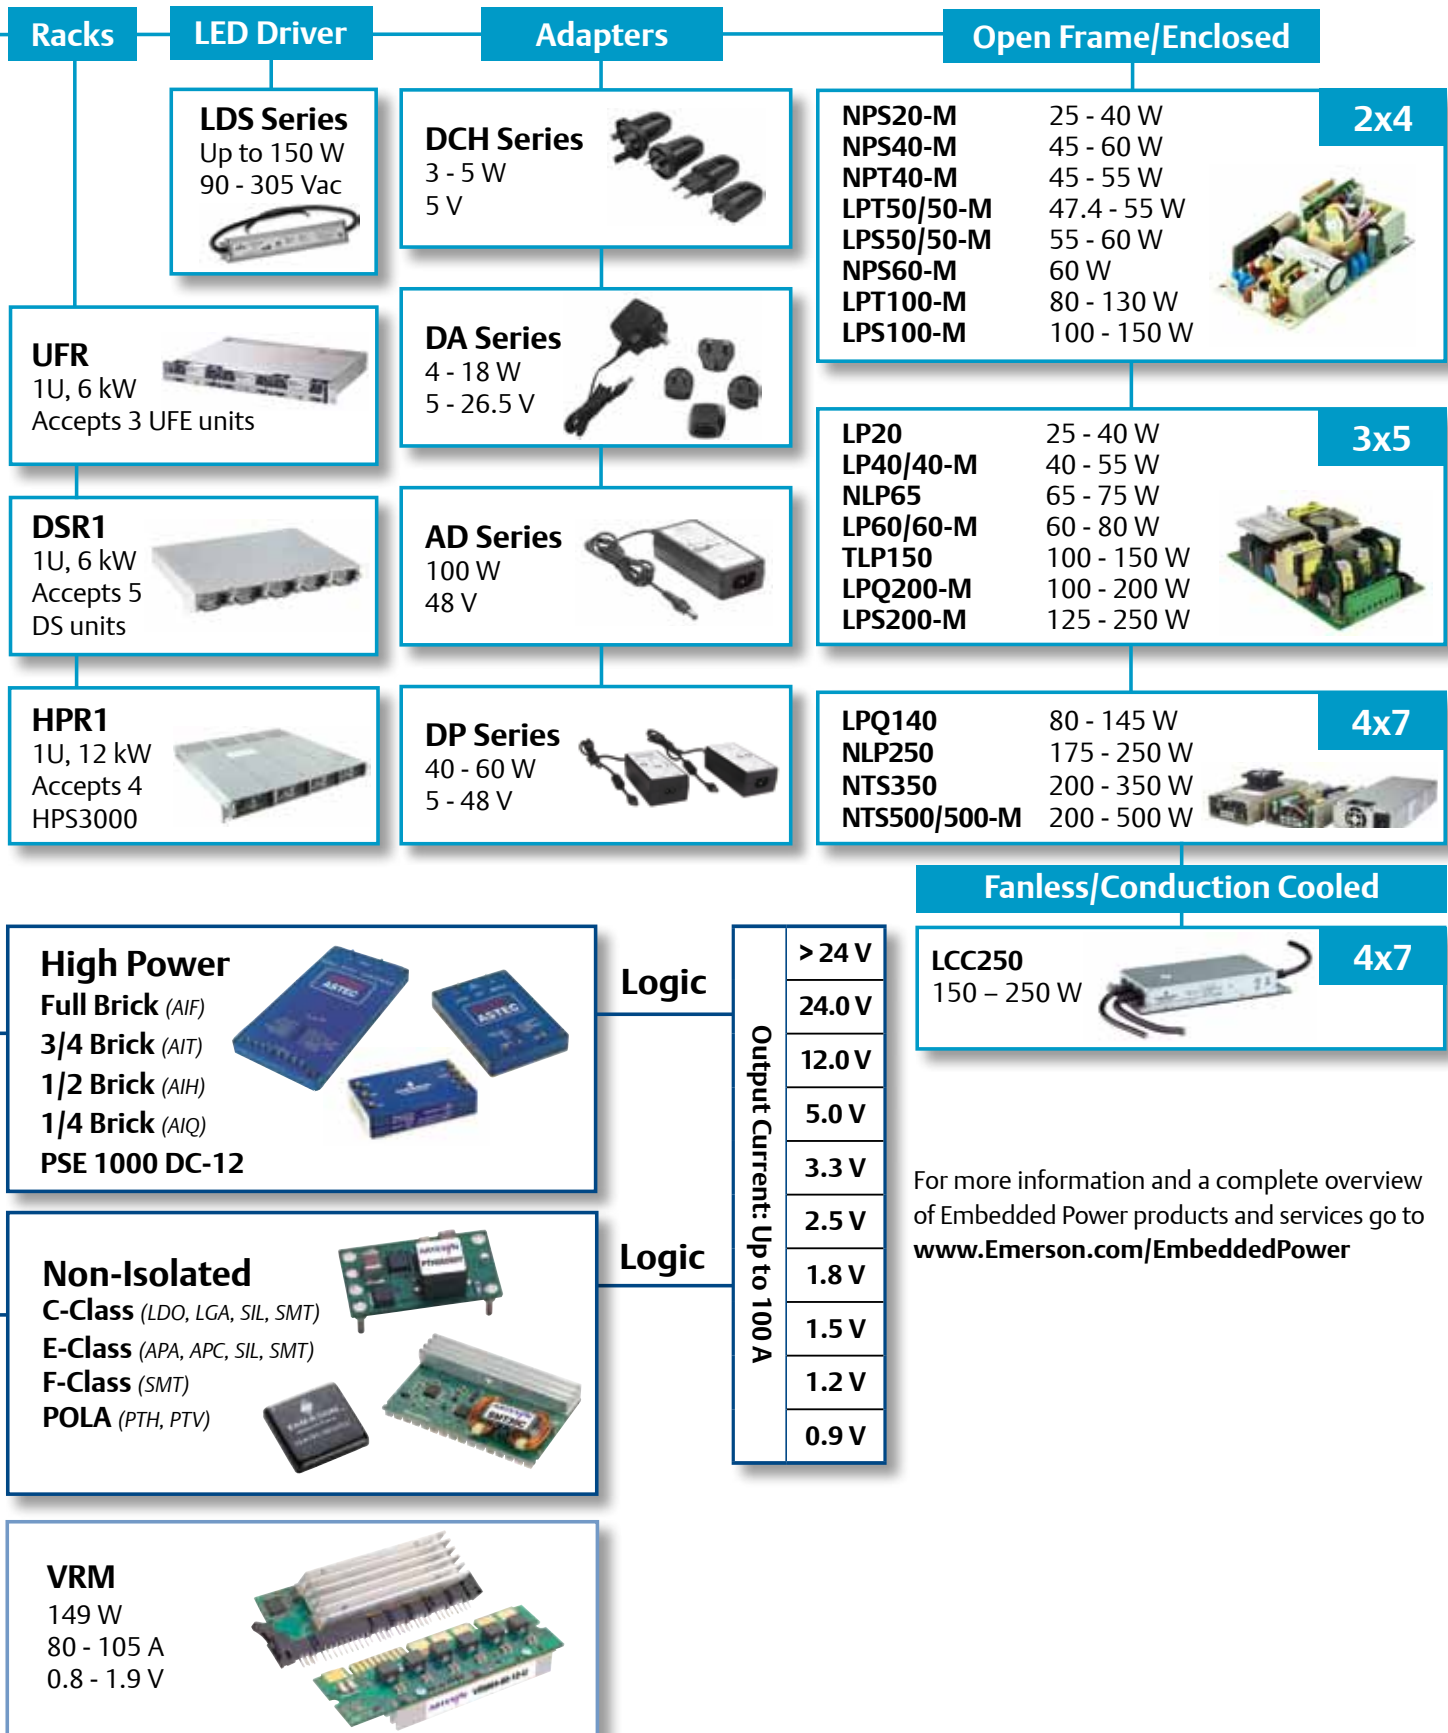 Racks
LED Driver
Adapters
Open Frame/Enclosed
LDS Series
Up to 150 W
90 - 305 Vac
UFR
1U, 6 kW
Accepts 3 UFE units
DSR1
1U, 6 kW
Accepts 5
DS units
HPR1
1U, 12 kW
Accepts 4
HPS3000
DCH Series
3 - 5 W
5 V
DA Series
4 - 18 W
5 - 26.5 V
AD Series
100 W
48 V
DP Series
40 - 60 W
5 - 48 V
2x4
NPS20-M 25 - 40 W
NPS40-M 45 - 60 W
NPT40-M 45 - 55 W
LPT50/50-M 47.4 - 55 W
LPS50/50-M 55 - 60 W
NPS60-M 60 W
LPT100-M 80 - 130 W
LPS100-M 100 - 150 W
3x5
LP20 25 - 40 W
LP40/40-M 40 - 55 W
NLP65 65 - 75 W
LP60/60-M 60 - 80 W
TLP150 100 - 150 W
LPQ200-M 100 - 200 W
LPS200-M 125 - 250 W
4x7
LPQ140 80 - 145 W
NLP250 175 - 250 W
NTS350 200 - 350 W
NTS500/500-M 200 - 500 W
Fanless/Conduction Cooled
4x7
LCC250
150 – 250 W
High Power
Full Brick (AIF)
3/4 Brick (AIT)
1/2 Brick (AIH)
1/4 Brick (AIQ)
PSE 1000 DC-12
ASTEC
ASTEC
Logic
Non-Isolated
C-Class (LDO, LGA, SIL, SMT)
E-Class (APA, APC, SIL, SMT)
F-Class (SMT)
POLA (PTH, PTV)
Logic
Output Current: Up to 100 A
> 24 V
24.0 V
12.0 V
5.0 V
3.3 V
2.5 V
1.8 V
1.5 V
1.2 V
0.9 V
For more information and a complete overview
of Embedded Power products and services go to
www.Emerson.com/EmbeddedPower
VRM
149 W
80 - 105 A
0.8 - 1.9 V